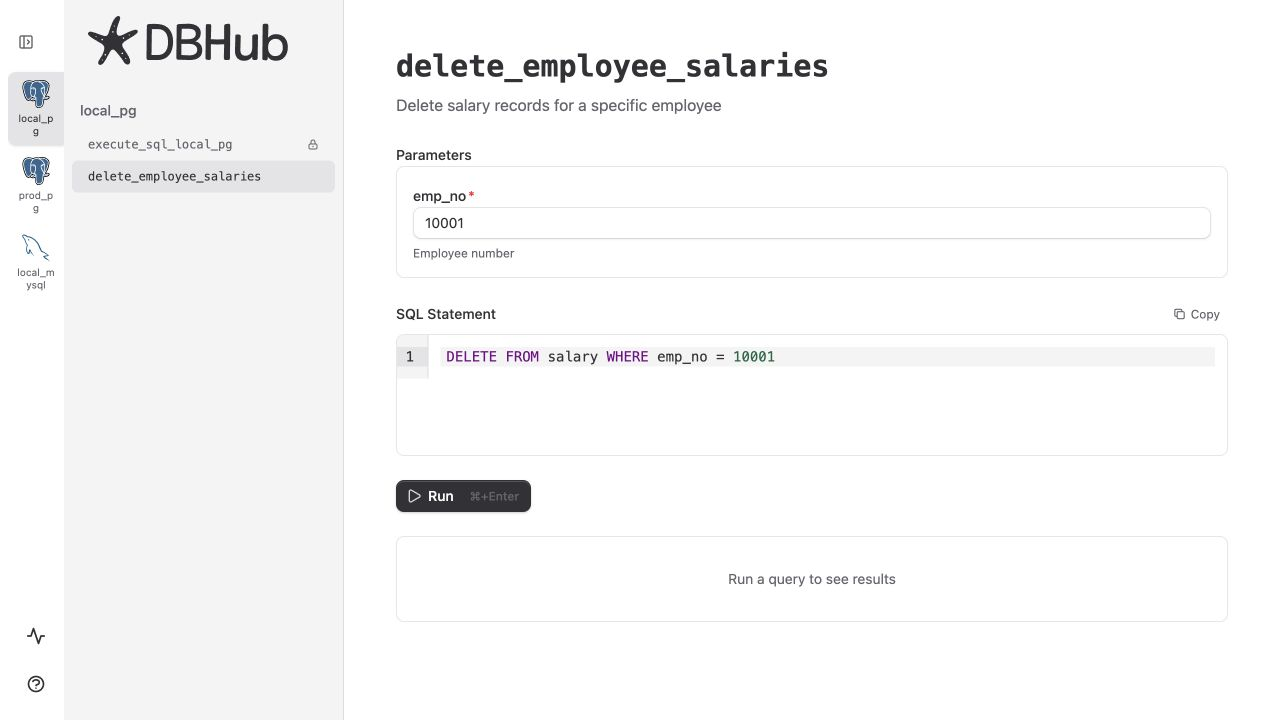 DBHub
local_p
g
prod_p
g
local_m
ysql
local_pg
execute_sql_local_pg
delete_employee_salaries
delete_employee_salaries
Delete salary records for a specific employee
Parameters
emp_no*
10001
Employee number
SQL Statement
Copy
1 DELETE FROM salary WHERE emp_no = 10001
Run ⌘+Enter
Run a query to see results